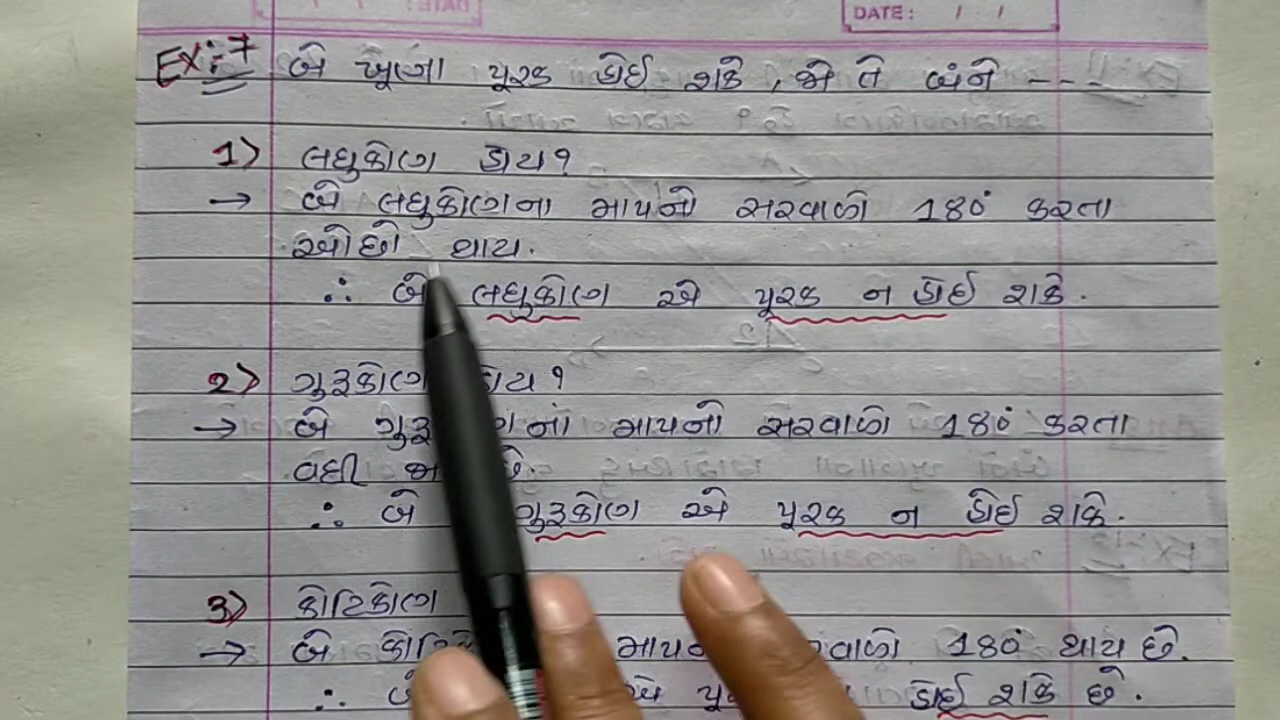 DATE:
Ex:-7 બે ખૂણા પૂરક હોઈ શકે, જો તે બંને ---
1) લઘુકોણ હોય?
→ બે લઘુકોણના માપનો સરવાળો 180° કરતા
ઓછો થાય.
∴ બે લઘુકોણ એ પૂરક ન હોઈ શકે.
2) ગુરૂકોણ હોય?
→ બે ના માપનો સરવાળો 180° કરતા
વધી છે.
∴ બે ગુરૂકોણ એ પૂરક ન હોઈ શકે.
3) કોટિકોણ
→ બે 180° થાય છે.
∴ હોઈ શકે છે.